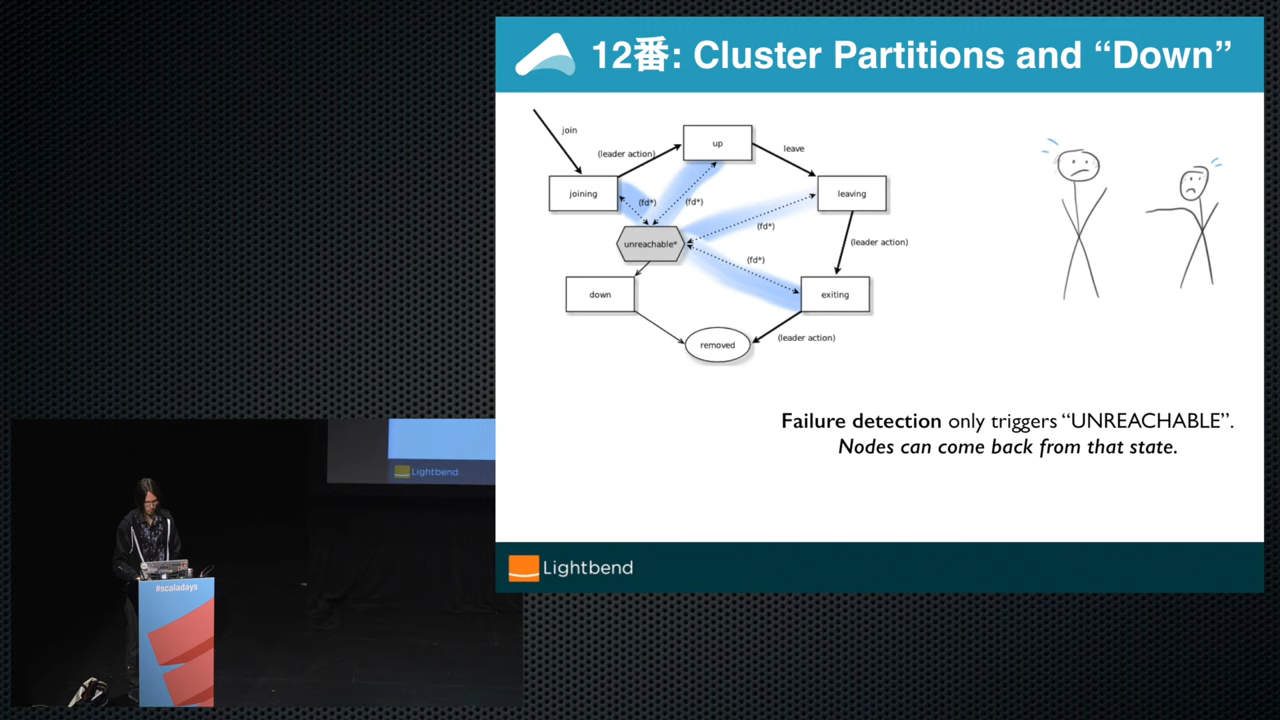 12番: Cluster Partitions and “Down”
join
(leader action)
up
leave
joining
(fd*)
(fd*)
leaving
(fd*)
unreachable*
(leader action)
(fd*)
down
exiting
removed
(leader action)
Failure detection only triggers “UNREACHABLE”.
Nodes can come back from that state.
Lightbend
Lightbend
#scaladays